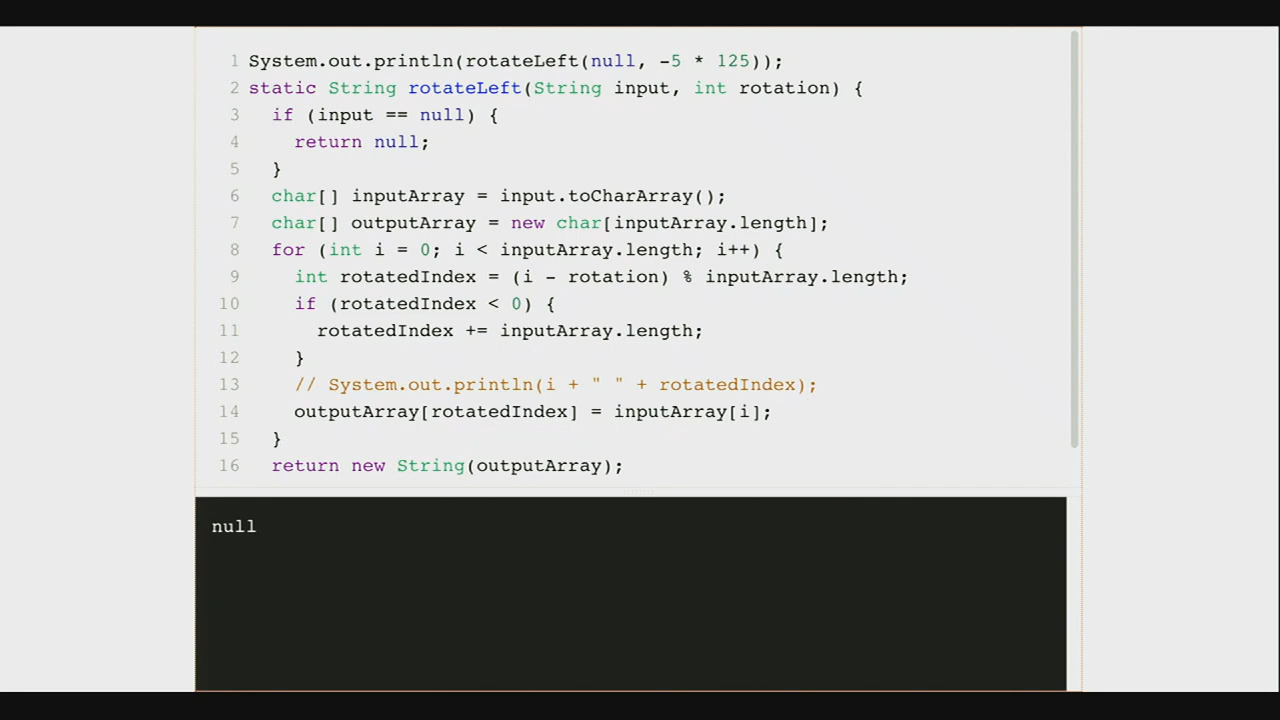 1 System.out.println(rotateLeft(null, -5 * 125));
2 static String rotateLeft(String input, int rotation) {
3 if (input == null) {
4 return null;
5 }
6 char[] inputArray = input.toCharArray();
7 char[] outputArray = new char[inputArray.length];
8 for (int i = 0; i < inputArray.length; i++) {
9 int rotatedIndex = (i - rotation) % inputArray.length;
10 if (rotatedIndex < 0) {
11 rotatedIndex += inputArray.length;
12 }
13 // System.out.println(i + " " + rotatedIndex);
14 outputArray[rotatedIndex] = inputArray[i];
15 }
16 return new String(outputArray);
null